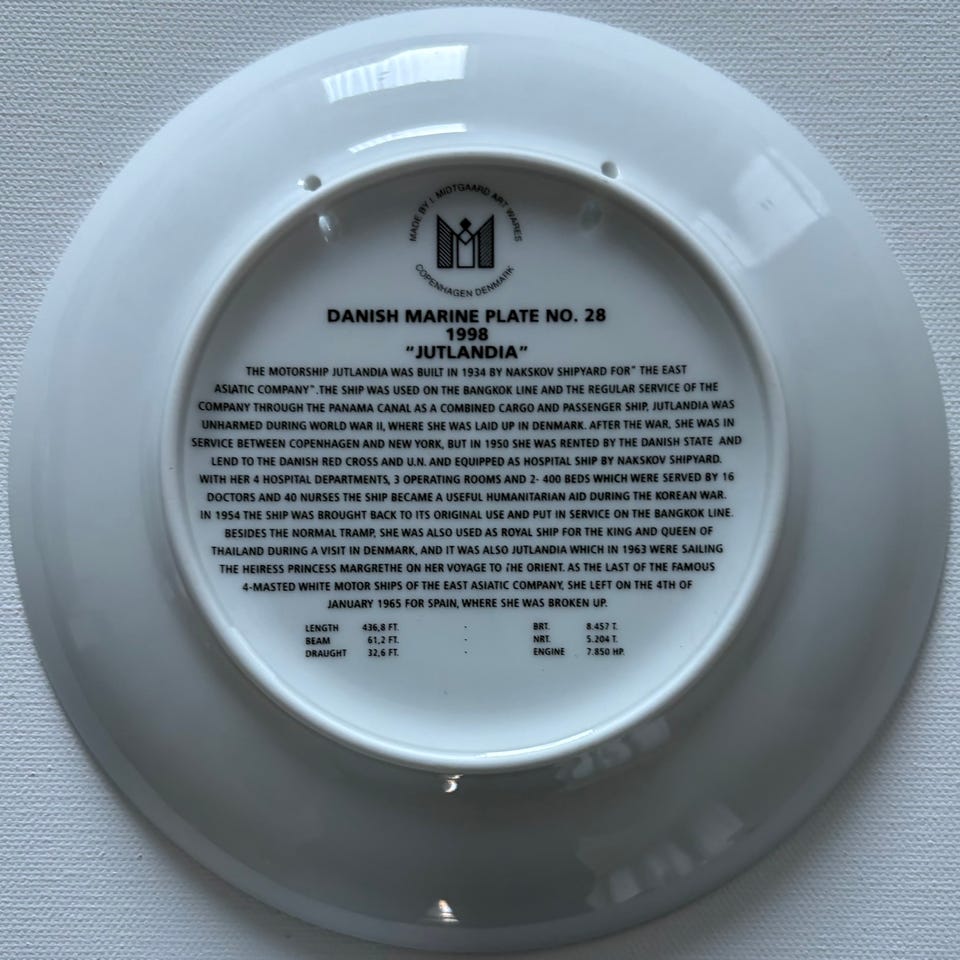 MADE BY I. MIDTGAARD ART WARES
COPENHAGEN DENMARK
DANISH MARINE PLATE NO. 28
1998
"JUTLANDIA"
THE MOTORSHIP JUTLANDIA WAS BUILT IN 1934 BY NAKSKOV SHIPYARD FOR" THE EAST
ASIATIC COMPANY".THE SHIP WAS USED ON THE BANGKOK LINE AND THE REGULAR SERVICE OF THE
COMPANY THROUGH THE PANAMA CANAL AS A COMBINED CARGO AND PASSENGER SHIP, JUTLANDIA WAS
UNHARMED DURING WORLD WAR II, WHERE SHE WAS LAID UP IN DENMARK. AFTER THE WAR, SHE WAS IN
SERVICE BETWEEN COPENHAGEN AND NEW YORK, BUT IN 1950 SHE WAS RENTED BY THE DANISH STATE AND
LEND TO THE DANISH RED CROSS AND U.N. AND EQUIPPED AS HOSPITAL SHIP BY NAKSKOV SHIPYARD.
WITH HER 4 HOSPITAL DEPARTMENTS, 3 OPERATING ROOMS AND 2- 400 BEDS WHICH WERE SERVED BY 16
DOCTORS AND 40 NURSES THE SHIP BECAME A USEFUL HUMANITARIAN AID DURING THE KOREAN WAR.
IN 1954 THE SHIP WAS BROUGHT BACK TO ITS ORIGINAL USE AND PUT IN SERVICE ON THE BANGKOK LINE.
BESIDES THE NORMAL TRAMP, SHE WAS ALSO USED AS ROYAL SHIP FOR THE KING AND QUEEN OF
THAILAND DURING A VISIT IN DENMARK, AND IT WAS ALSO JUTLANDIA WHICH IN 1963 WERE SAILING
THE HEIRESS PRINCESS MARGRETHE ON HER VOYAGE TO THE ORIENT. AS THE LAST OF THE FAMOUS
4-MASTED WHITE MOTOR SHIPS OF THE EAST ASIATIC COMPANY, SHE LEFT ON THE 4TH OF
JANUARY 1965 FOR SPAIN, WHERE SHE WAS BROKEN UP.
LENGTH 436,8 FT. BRT. 8.457 T.
BEAM 61,2 FT. NRT. 5.204 T.
DRAUGHT 32,6 FT. ENGINE 7.850 HP.